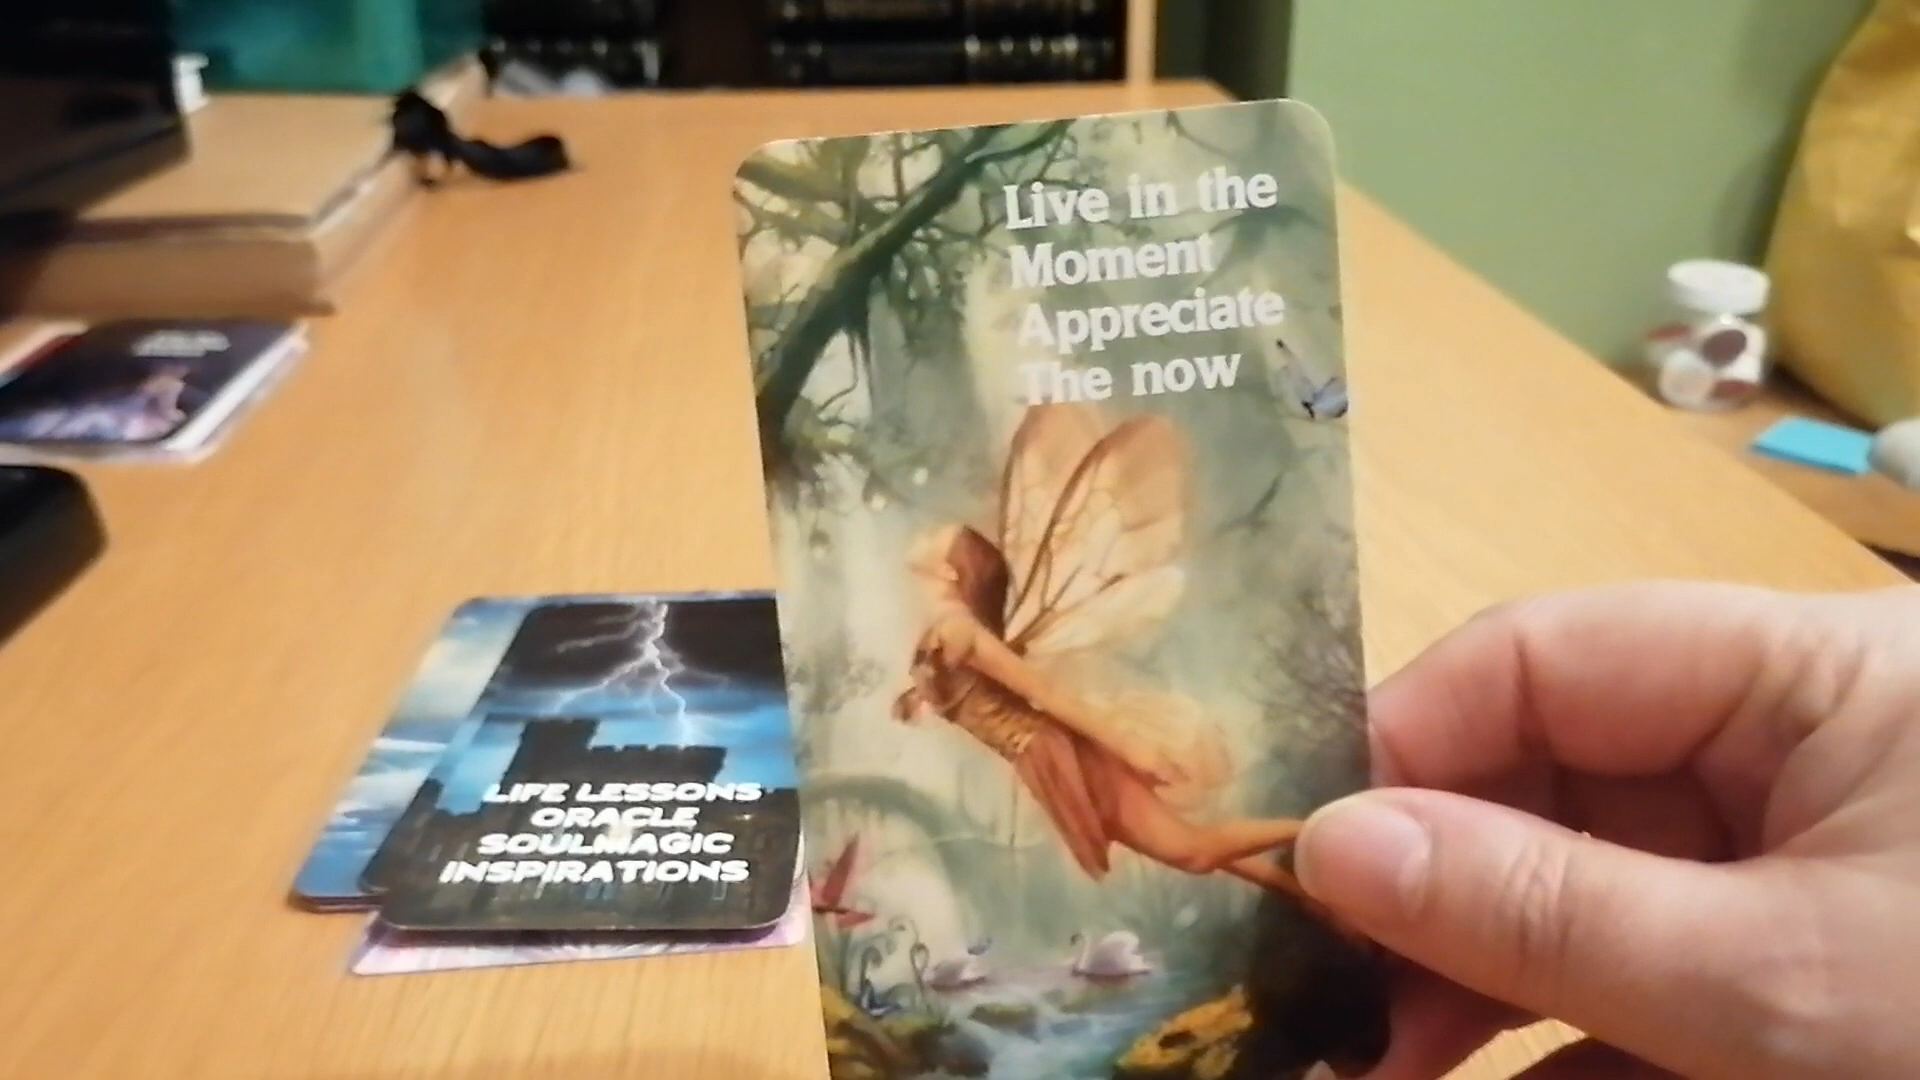 Live in the
Moment
Appreciate
The now
LIFE LESSONS
ORACLE
SOULMAGIC
INSPIRATIONS